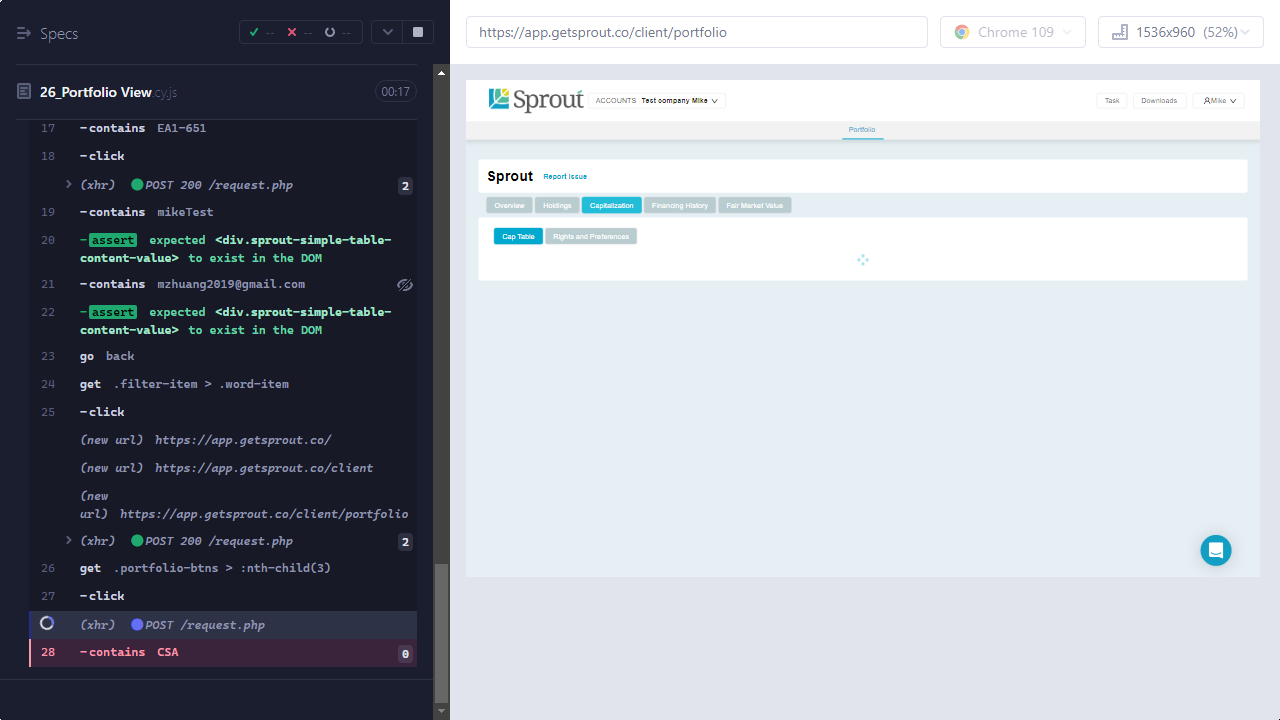 Specs
--
--
--
26_Portfolio View.cy.js
00:17
17 -contains EA1-651
18 -click
(xhr) POST 200 /request.php 2
19 -contains mikeTest
20 -assert expected <div.sprout-simple-table-
content-value> to exist in the DOM
21 -contains mzhuang2019@gmail.com
22 -assert expected <div.sprout-simple-table-
content-value> to exist in the DOM
23 go back
24 get .filter-item > .word-item
25 -click
(new url) https://app.getsprout.co/
(new url) https://app.getsprout.co/client
(new
url) https://app.getsprout.co/client/portfolio
(xhr) POST 200 /request.php 2
26 get .portfolio-btns > :nth-child(3)
27 -click
(xhr) POST /request.php
28 -contains CSA 0
https://app.getsprout.co/client/portfolio
Chrome 109
1536x960 (52%)
Sprout
ACCOUNTS Test company Mike
Task
Downloads
Mike
Portfolio
Sprout Report Issue
Overview
Holdings
Capitalization
Financing History
Fair Market Value
Cap Table
Rights and Preferences